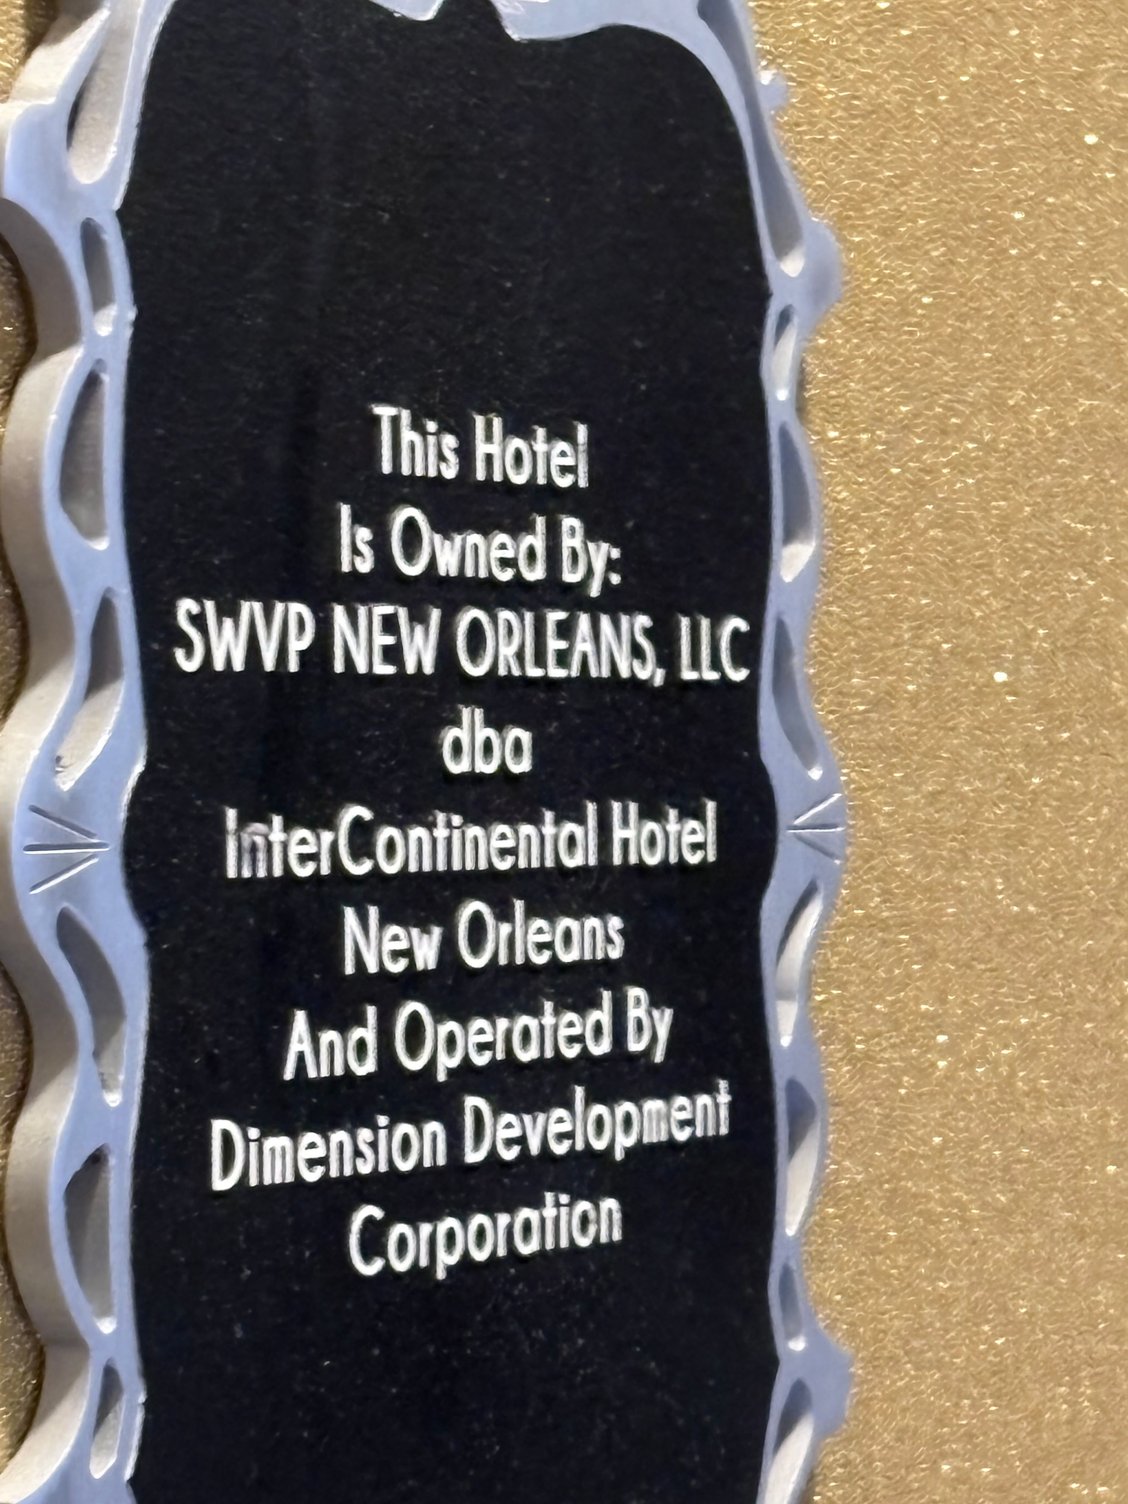 This Hotel
Is Owned By:
SWVP NEW ORLEANS, LLC
dba
InterContinental Hotel
New Orleans
And Operated By
Dimension Development
Corporation